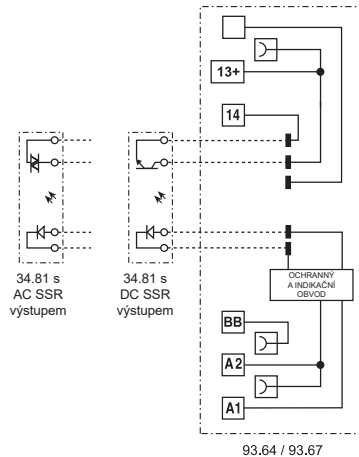 13+
14
34.81 s
AC SSR
výstupem
34.81 s
DC SSR
výstupem
OCHRANNÝ
A INDIKAČNÍ
OBVOD
BB
A2
A1
93.64 / 93.67